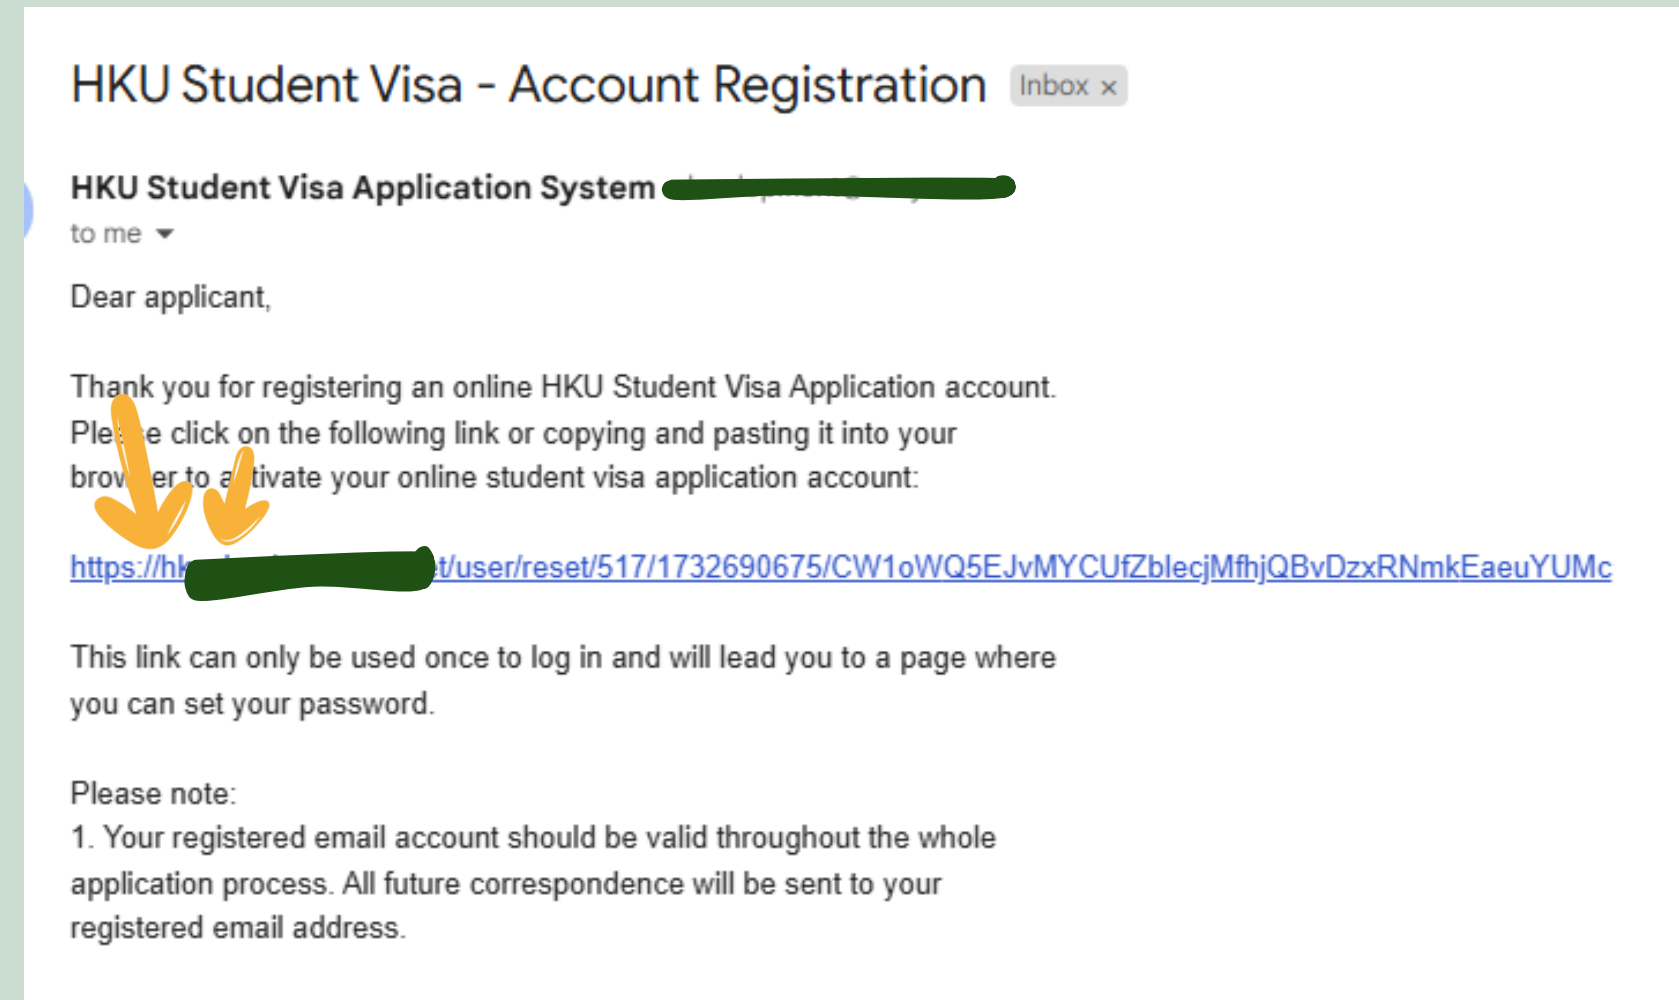 HKU Student Visa - Account Registration Inbox ×
HKU Student Visa Application System
to me
Dear applicant,
Thank you for registering an online HKU Student Visa Application account.
Please click on the following link or copying and pasting it into your
browser to activate your online student visa application account:
https://hk t/user/reset/517/1732690675/CW1oWQ5EJvMYCUfZblecjMfhjQBvDzxRNmkEaeuYUMc
This link can only be used once to log in and will lead you to a page where
you can set your password.
Please note:
1. Your registered email account should be valid throughout the whole
application process. All future correspondence will be sent to your
registered email address.